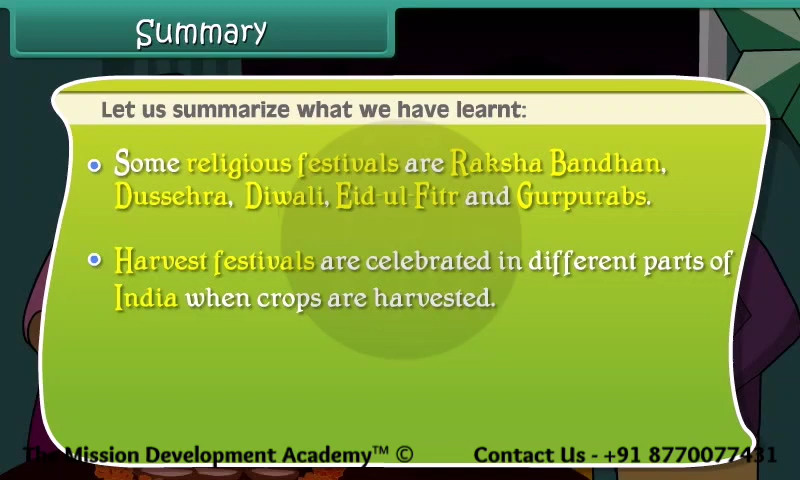 Summary
Let us summarize what we have learnt:
Some religious festivals are Raksha Bandhan,
Dussehra, Diwali, Eid-ul-Fitr and Gurpurabs.
Harvest festivals are celebrated in different parts of
India when crops are harvested.
The Mission Development Academy™ © Contact Us - +91 8770077431